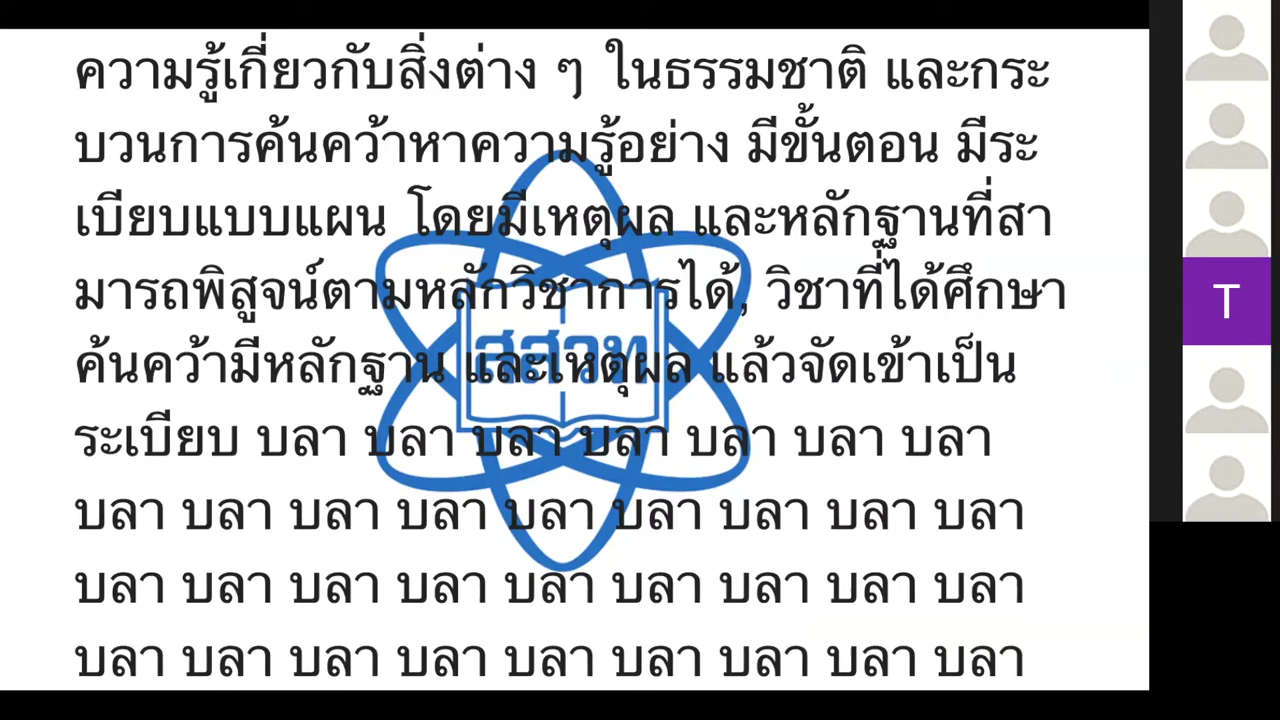 ความรู้เกี่ยวกับสิ่งต่าง ๆ ในธรรมชาติ และกระ
บวนการค้นคว้าหาความรู้อย่าง มีขั้นตอน มีระ
เบียบแบบแผน โดยมีเหตุผล และหลักฐานที่สา
มารถพิสูจน์ตามหลักวิชาการได้, วิชาที่ได้ศึกษา
ค้นคว้ามีหลักฐาน และเหตุผล แล้วจัดเข้าเป็น
ระเบียบ บลา บลา บลา บลา บลา บลา บลา
บลา บลา บลา บลา บลา บลา บลา บลา บลา
บลา บลา บลา บลา บลา บลา บลา บลา บลา
บลา บลา บลา บลา บลา บลา บลา บลา บลา
สสวท
T